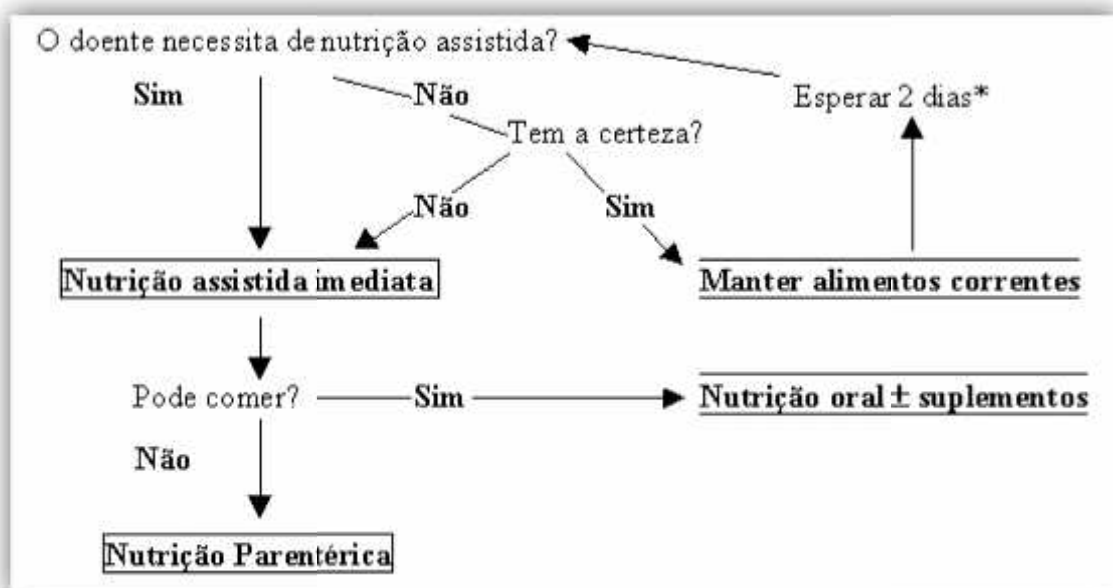 O doente necessita de nutrição assistida?
Sim
Não
Esperar 2 dias*
Tem a certeza?
Não
Sim
Nutrição assistida imediata
Manter alimentos correntes
Pode comer?
Sim
Nutrição oral ± suplementos
Não
Nutrição Parentérica